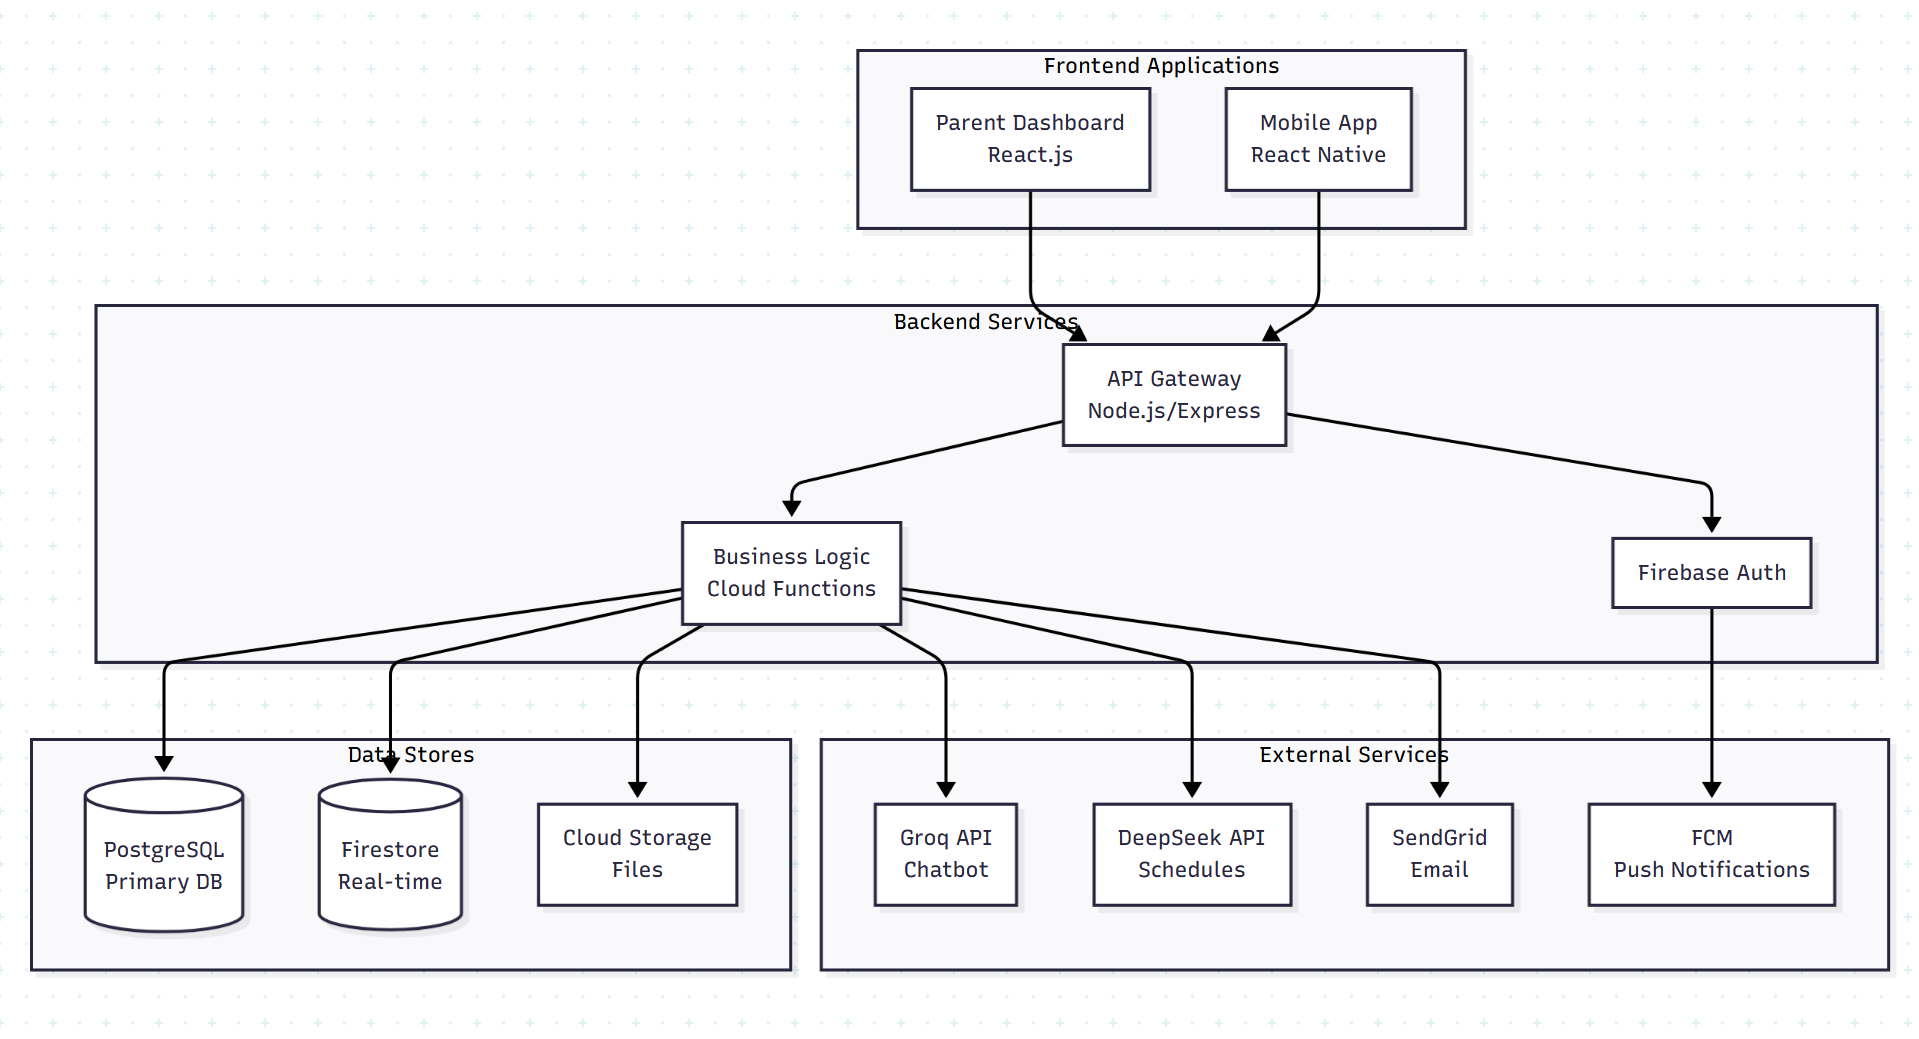 Frontend Applications
Parent Dashboard
React.js
Mobile App
React Native
Backend Services
API Gateway
Node.js/Express
Business Logic
Cloud Functions
Firebase Auth
Data Stores
PostgreSQL
Primary DB
Firestore
Real-time
Cloud Storage
Files
External Services
Groq API
Chatbot
DeepSeek API
Schedules
SendGrid
Email
FCM
Push Notifications